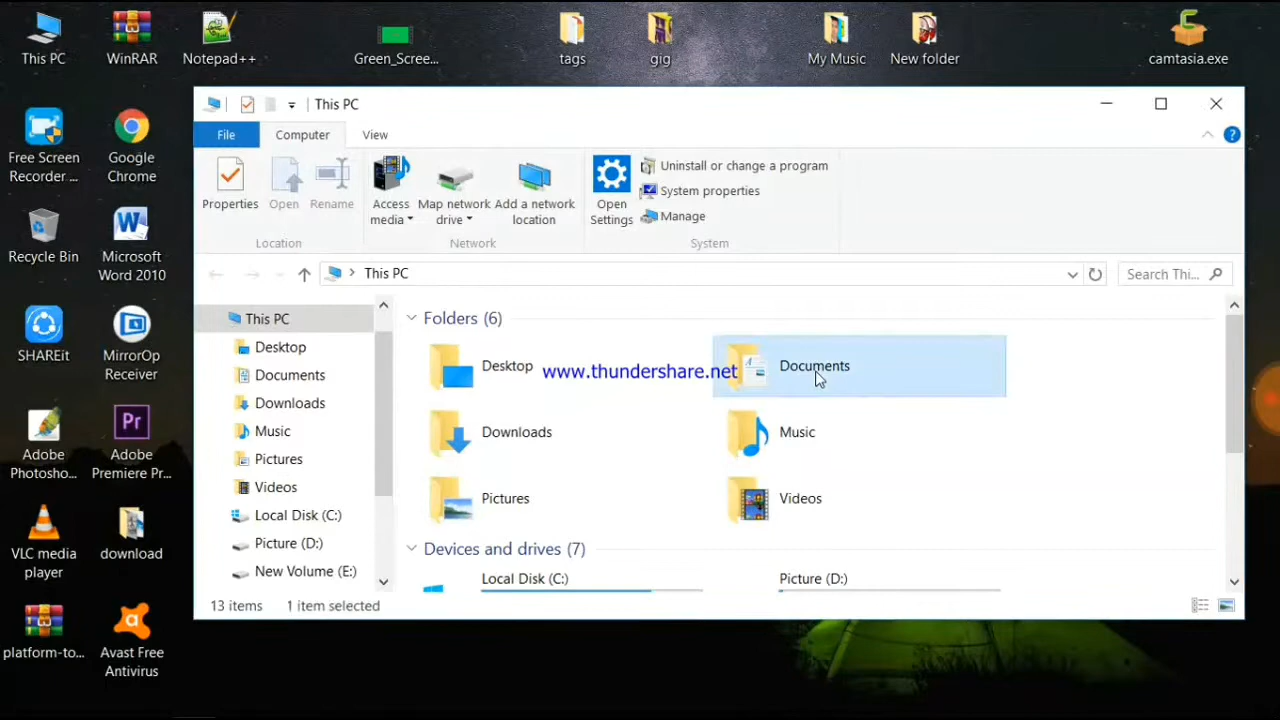 This PC
WinRAR
Notepad++
Green_Scree...
tags
gig
My Music
New folder
camtasia.exe
Free Screen
Recorder ...
Google
Chrome
Recycle Bin
Microsoft
Word 2010
SHAREit
MirrorOp
Receiver
Adobe
Photosho...
Adobe
Premiere Pr...
VLC media
player
download
platform-to...
Avast Free
Antivirus
This PC
File
Computer
View
Properties
Open
Rename
Location
Access
media
Map network
drive
Add a network
location
Network
Open
Settings
Uninstall or change a program
System properties
Manage
System
This PC
Search Thi...
This PC
Desktop
Documents
Downloads
Music
Pictures
Videos
Local Disk (C:)
Picture (D:)
New Volume (E:)
Folders (6)
Desktop
www.thundershare.net
Documents
Downloads
Music
Pictures
Videos
Devices and drives (7)
Local Disk (C:)
Picture (D:)
13 items
1 item selected